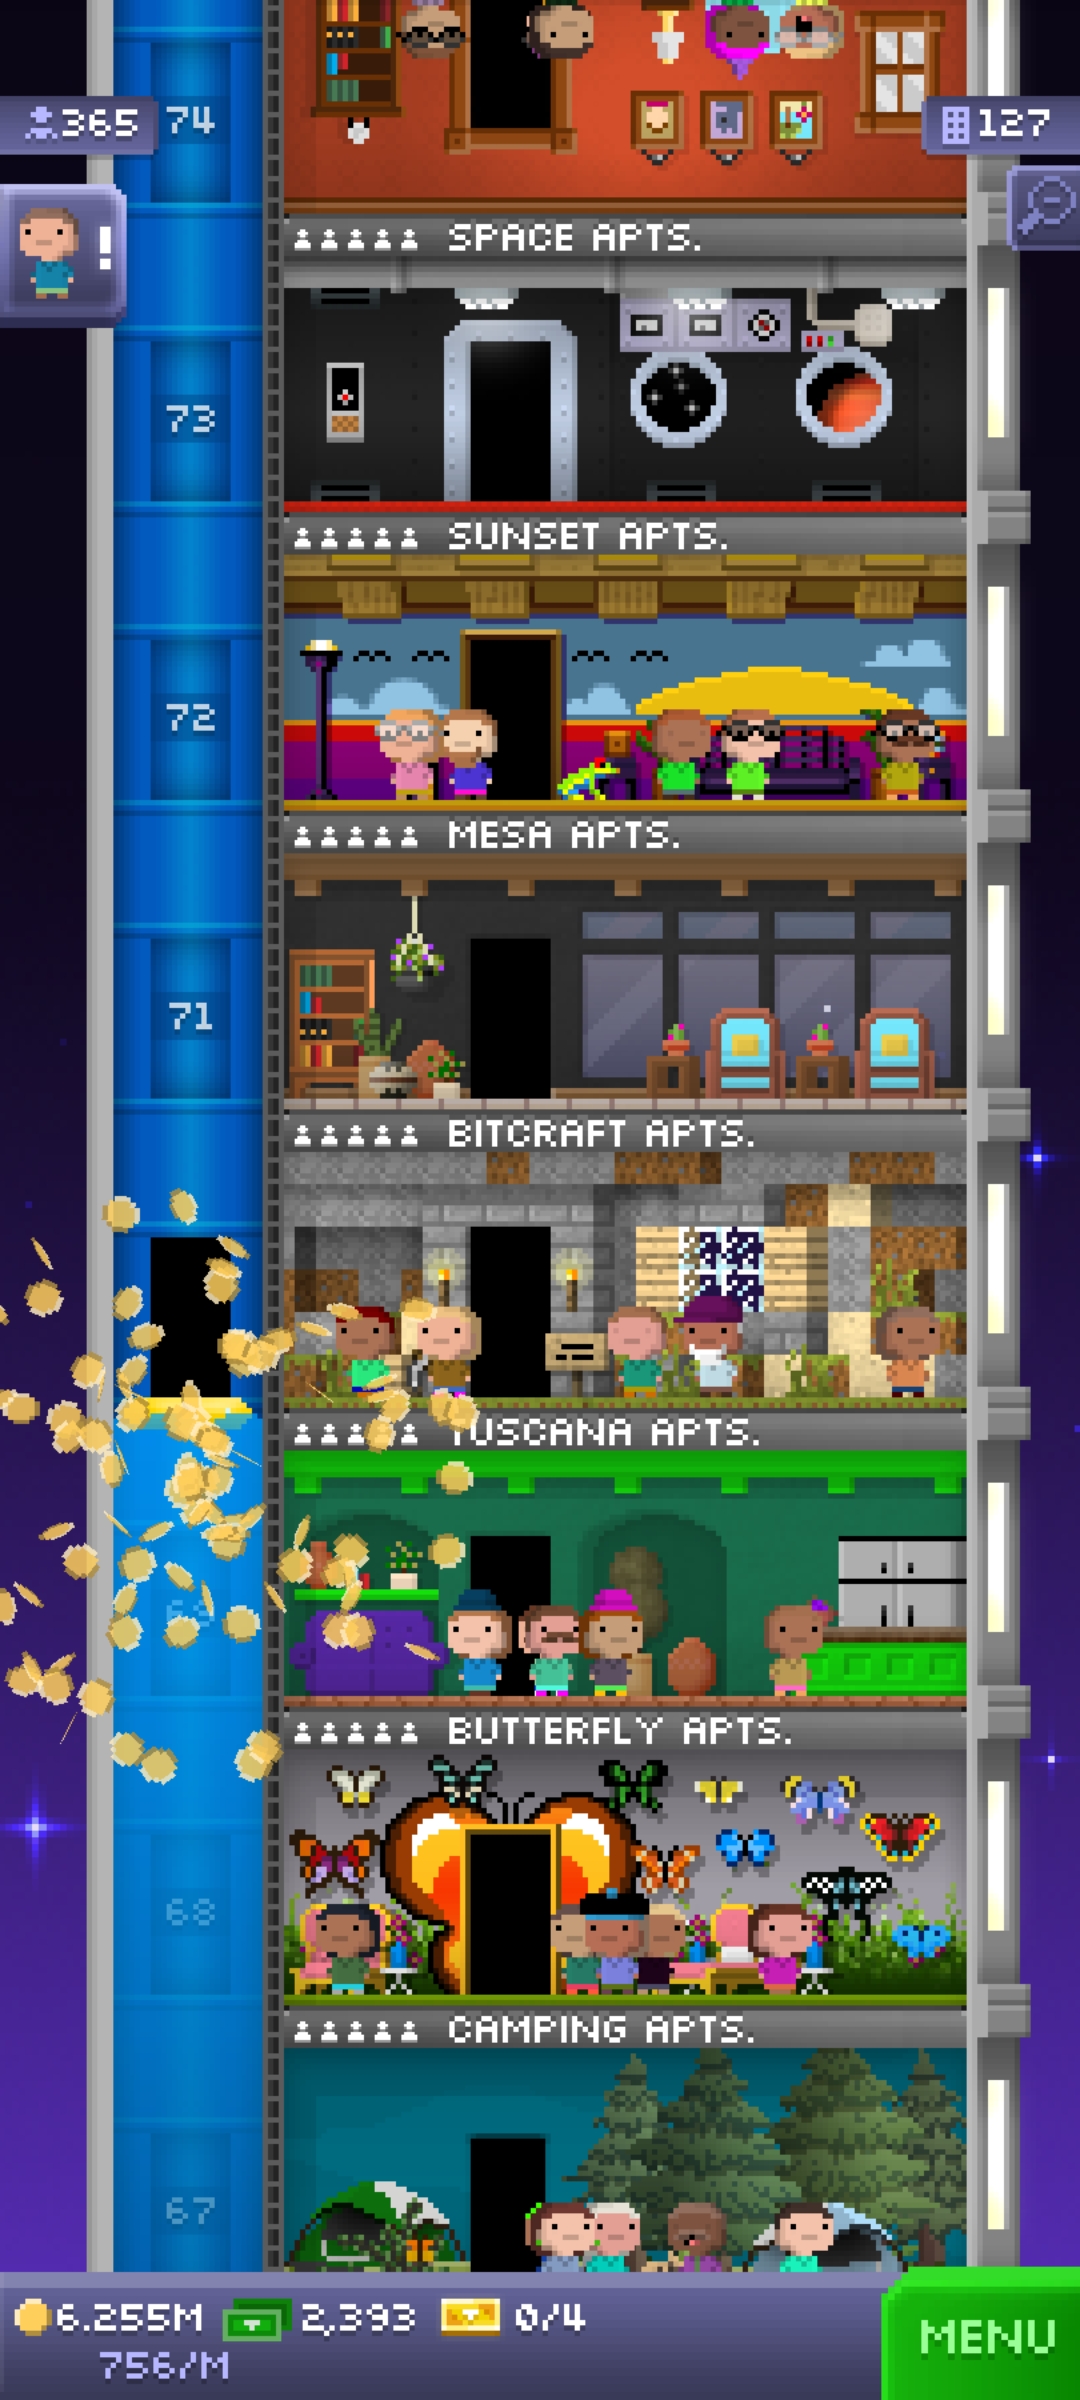 74
365
127
!
SPACE APTS.
73
SUNSET APTS.
72
MESA APTS.
71
BITCRAFT APTS.
TUSCANA APTS.
BUTTERFLY APTS.
68
CAMPING APTS.
67
6.255M 2,393 0/4
756/M
MENU